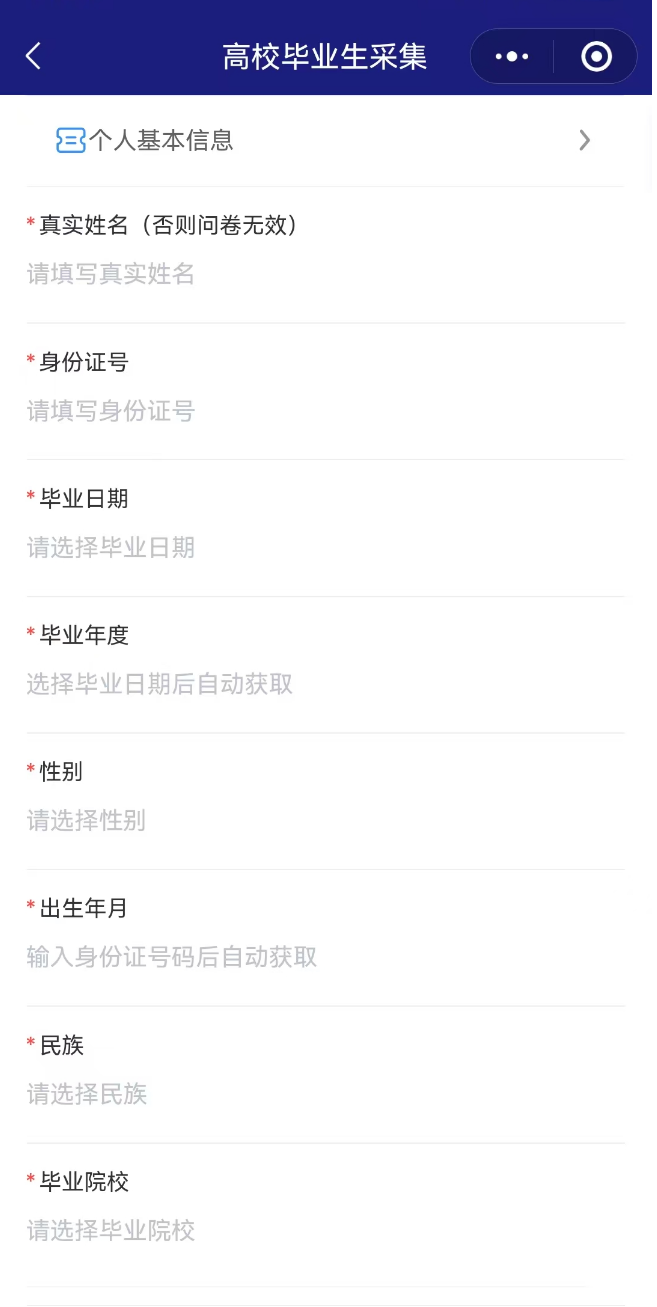 高校毕业生采集
个人基本信息
*真实姓名（否则问卷无效）
请填写真实姓名
*身份证号
请填写身份证号
*毕业日期
请选择毕业日期
*毕业年度
选择毕业日期后自动获取
*性别
请选择性别
*出生年月
输入身份证号码后自动获取
*民族
请选择民族
*毕业院校
请选择毕业院校